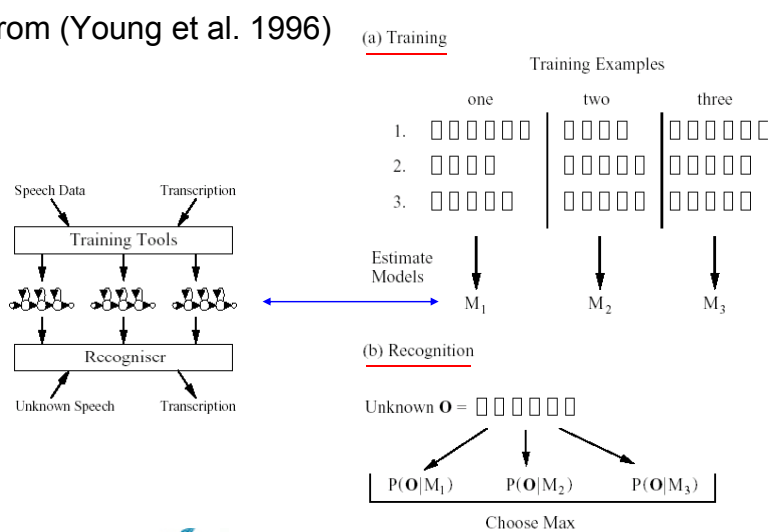 rom (Young et al. 1996)
Speech Data Transcription
Training Tools
Recogniser
Unknown Speech Transcription
(a) Training
Training Examples
one two three
1.
2.
3.
Estimate
Models
M1 M2 M3
(b) Recognition
Unknown O =
P(O|M1) P(O|M2) P(O|M3)
Choose Max